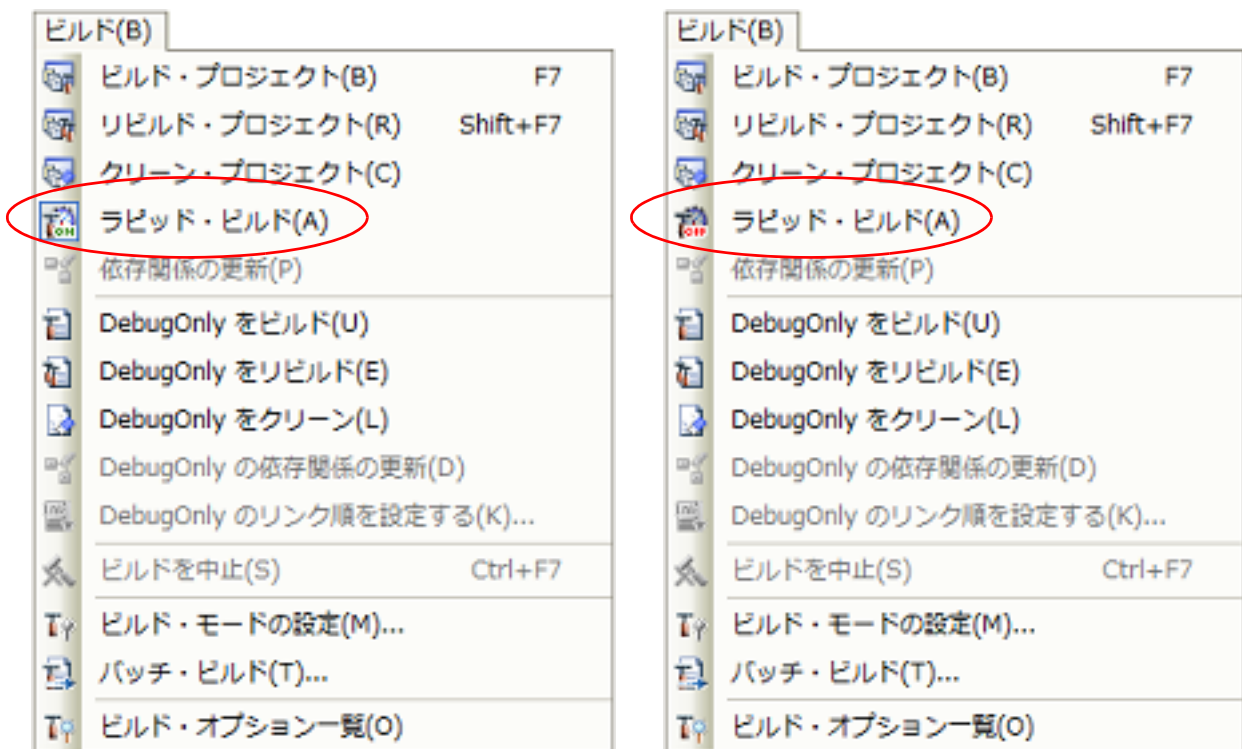 ビルド(B)
ビルド・プロジェクト(B) F7
リビルド・プロジェクト(R) Shift+F7
クリーン・プロジェクト(C)
ON ラピッド・ビルド(A)
依存関係の更新(P)
DebugOnly をビルド(U)
DebugOnly をリビルド(E)
DebugOnly をクリーン(L)
DebugOnly の依存関係の更新(D)
DebugOnly のリンク順を設定する(K)...
ビルドを中止(S) Ctrl+F7
ビルド・モードの設定(M)...
バッチ・ビルド(T)...
ビルド・オプション一覧(O)
ビルド(B)
ビルド・プロジェクト(B) F7
リビルド・プロジェクト(R) Shift+F7
クリーン・プロジェクト(C)
OFF ラピッド・ビルド(A)
依存関係の更新(P)
DebugOnly をビルド(U)
DebugOnly をリビルド(E)
DebugOnly をクリーン(L)
DebugOnly の依存関係の更新(D)
DebugOnly のリンク順を設定する(K)...
ビルドを中止(S) Ctrl+F7
ビルド・モードの設定(M)...
バッチ・ビルド(T)...
ビルド・オプション一覧(O)